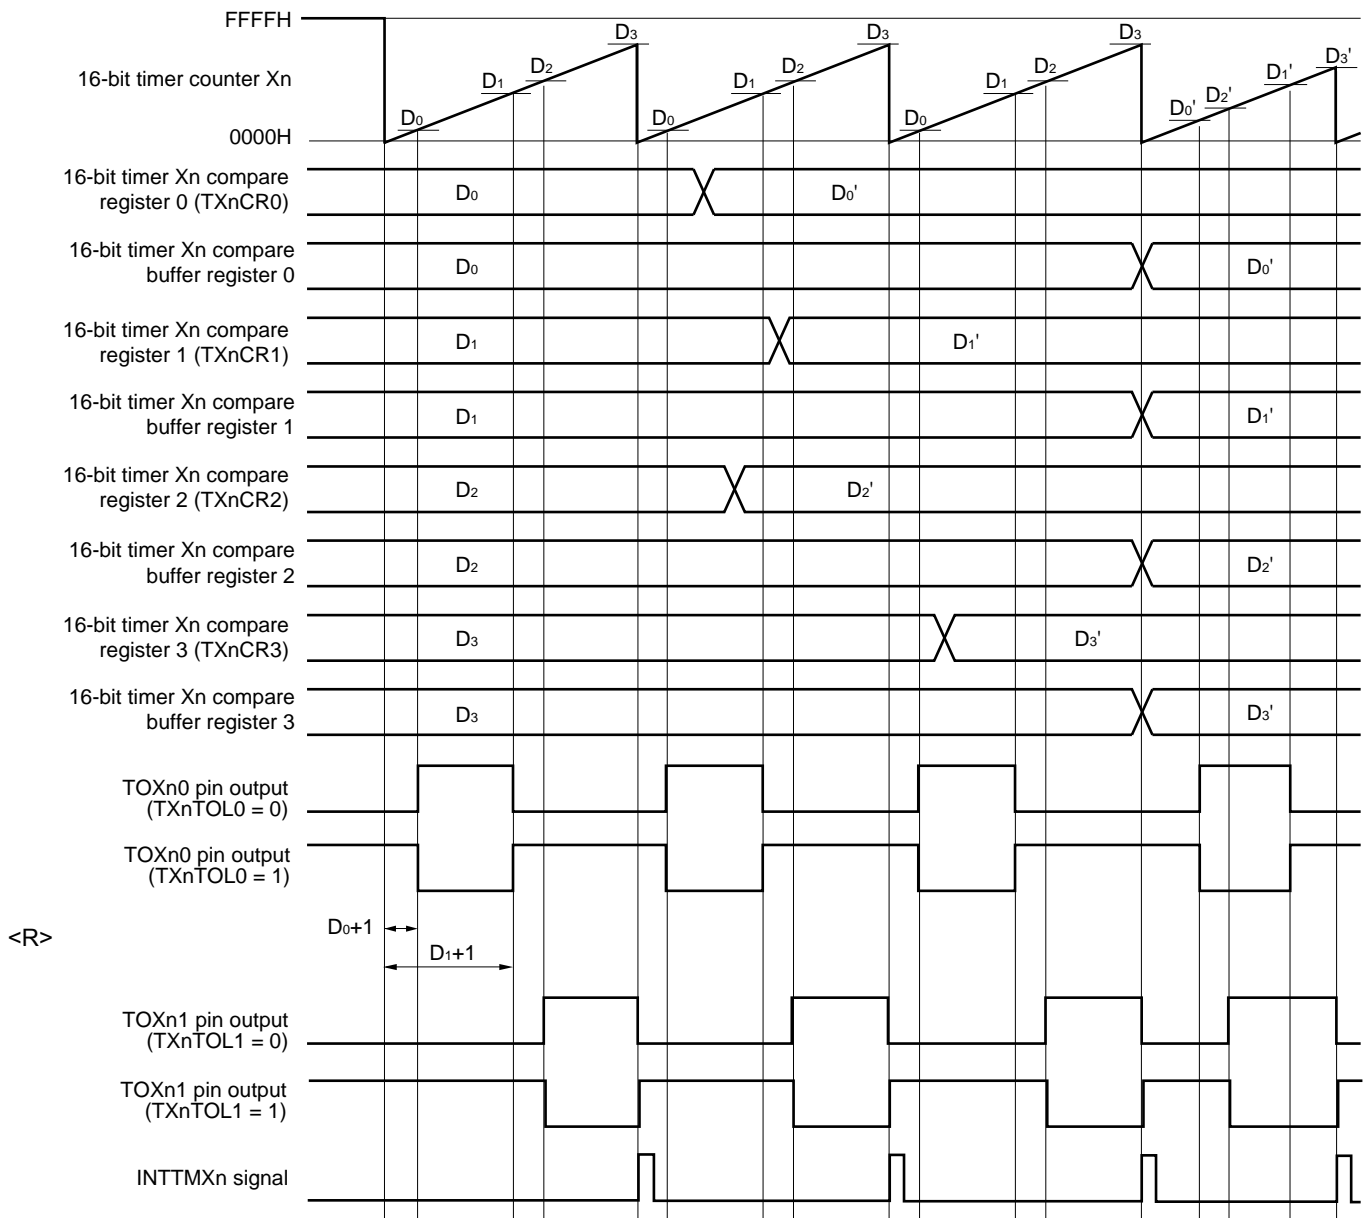 FFFFH
16-bit timer counter Xn
0000H
D0 D1 D2 D3 D0 D1 D2 D3 D0 D1 D2 D3 D0' D2' D1' D3'
16-bit timer Xn compare
register 0 (TXnCR0)
D0 D0'
16-bit timer Xn compare
buffer register 0
D0 D0'
16-bit timer Xn compare
register 1 (TXnCR1)
D1 D1'
16-bit timer Xn compare
buffer register 1
D1 D1'
16-bit timer Xn compare
register 2 (TXnCR2)
D2 D2'
16-bit timer Xn compare
buffer register 2
D2 D2'
16-bit timer Xn compare
register 3 (TXnCR3)
D3 D3'
16-bit timer Xn compare
buffer register 3
D3 D3'
TOXn0 pin output
(TXnTOL0 = 0)
TOXn0 pin output
(TXnTOL0 = 1)
<R>
D0+1
D1+1
TOXn1 pin output
(TXnTOL1 = 0)
TOXn1 pin output
(TXnTOL1 = 1)
INTTMXn signal